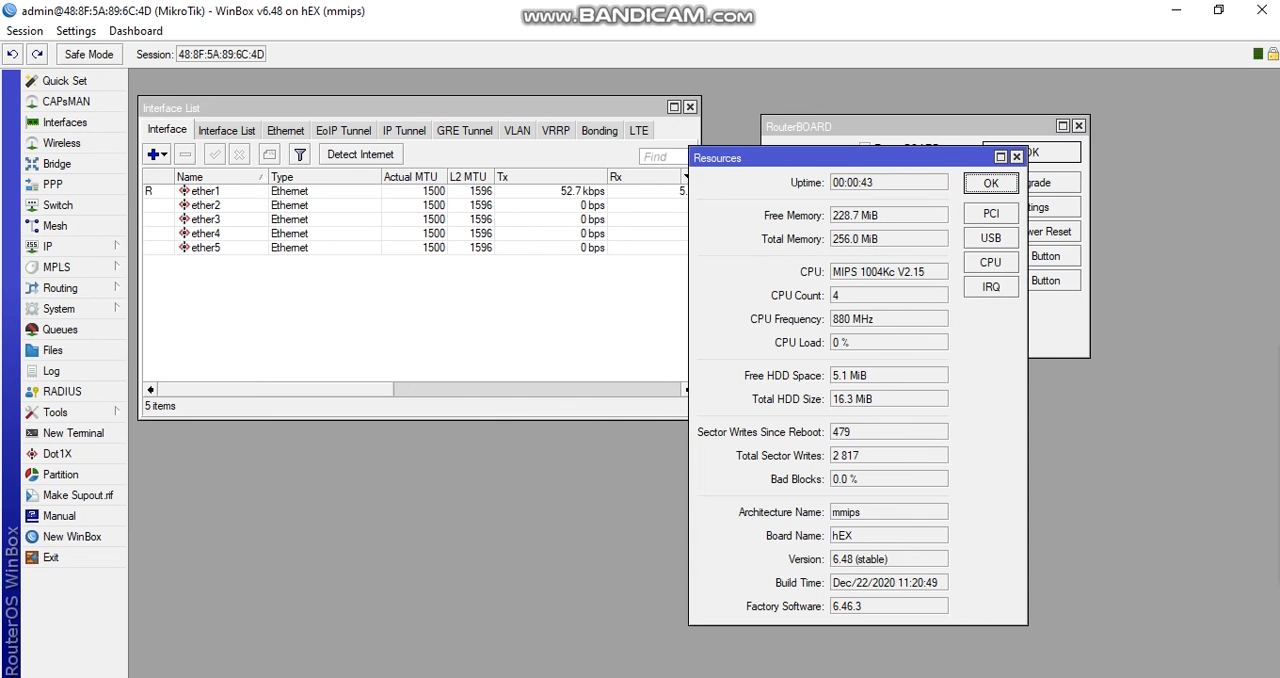 admin@48:8F:5A:89:6C:4D (MikroTik) - WinBox v6.48 on hEX (mmips)
www.BANDICAM.com
Session Settings Dashboard
Safe Mode Session: 48:8F:5A:89:6C:4D
Quick Set
CAPsMAN
Interfaces
Wireless
Bridge
PPP
Switch
Mesh
IP
MPLS
Routing
System
Queues
Files
Log
RADIUS
Tools
New Terminal
Dot1X
Partition
Make Supout.rif
Manual
New WinBox
Exit
RouterOS WinBox
Interface List
Interface Interface List Ethernet EoIP Tunnel IP Tunnel GRE Tunnel VLAN VRRP Bonding LTE
Detect Internet Find
Name Type Actual MTU L2 MTU Tx Rx
R ether1 Ethernet 1500 1596 52.7 kbps 5.
ether2 Ethernet 1500 1596 0 bps
ether3 Ethernet 1500 1596 0 bps
ether4 Ethernet 1500 1596 0 bps
ether5 Ethernet 1500 1596 0 bps
5 items
RouterBOARD
Button
Button
Resources
Uptime: 00:00:43
Free Memory: 228.7 MiB
Total Memory: 256.0 MiB
CPU: MIPS 1004Kc V2.15
CPU Count: 4
CPU Frequency: 880 MHz
CPU Load: 0 %
Free HDD Space: 5.1 MiB
Total HDD Size: 16.3 MiB
Sector Writes Since Reboot: 479
Total Sector Writes: 2 817
Bad Blocks: 0.0 %
Architecture Name: mmips
Board Name: hEX
Version: 6.48 (stable)
Build Time: Dec/22/2020 11:20:49
Factory Software: 6.46.3
OK
PCI
USB
CPU
IRQ